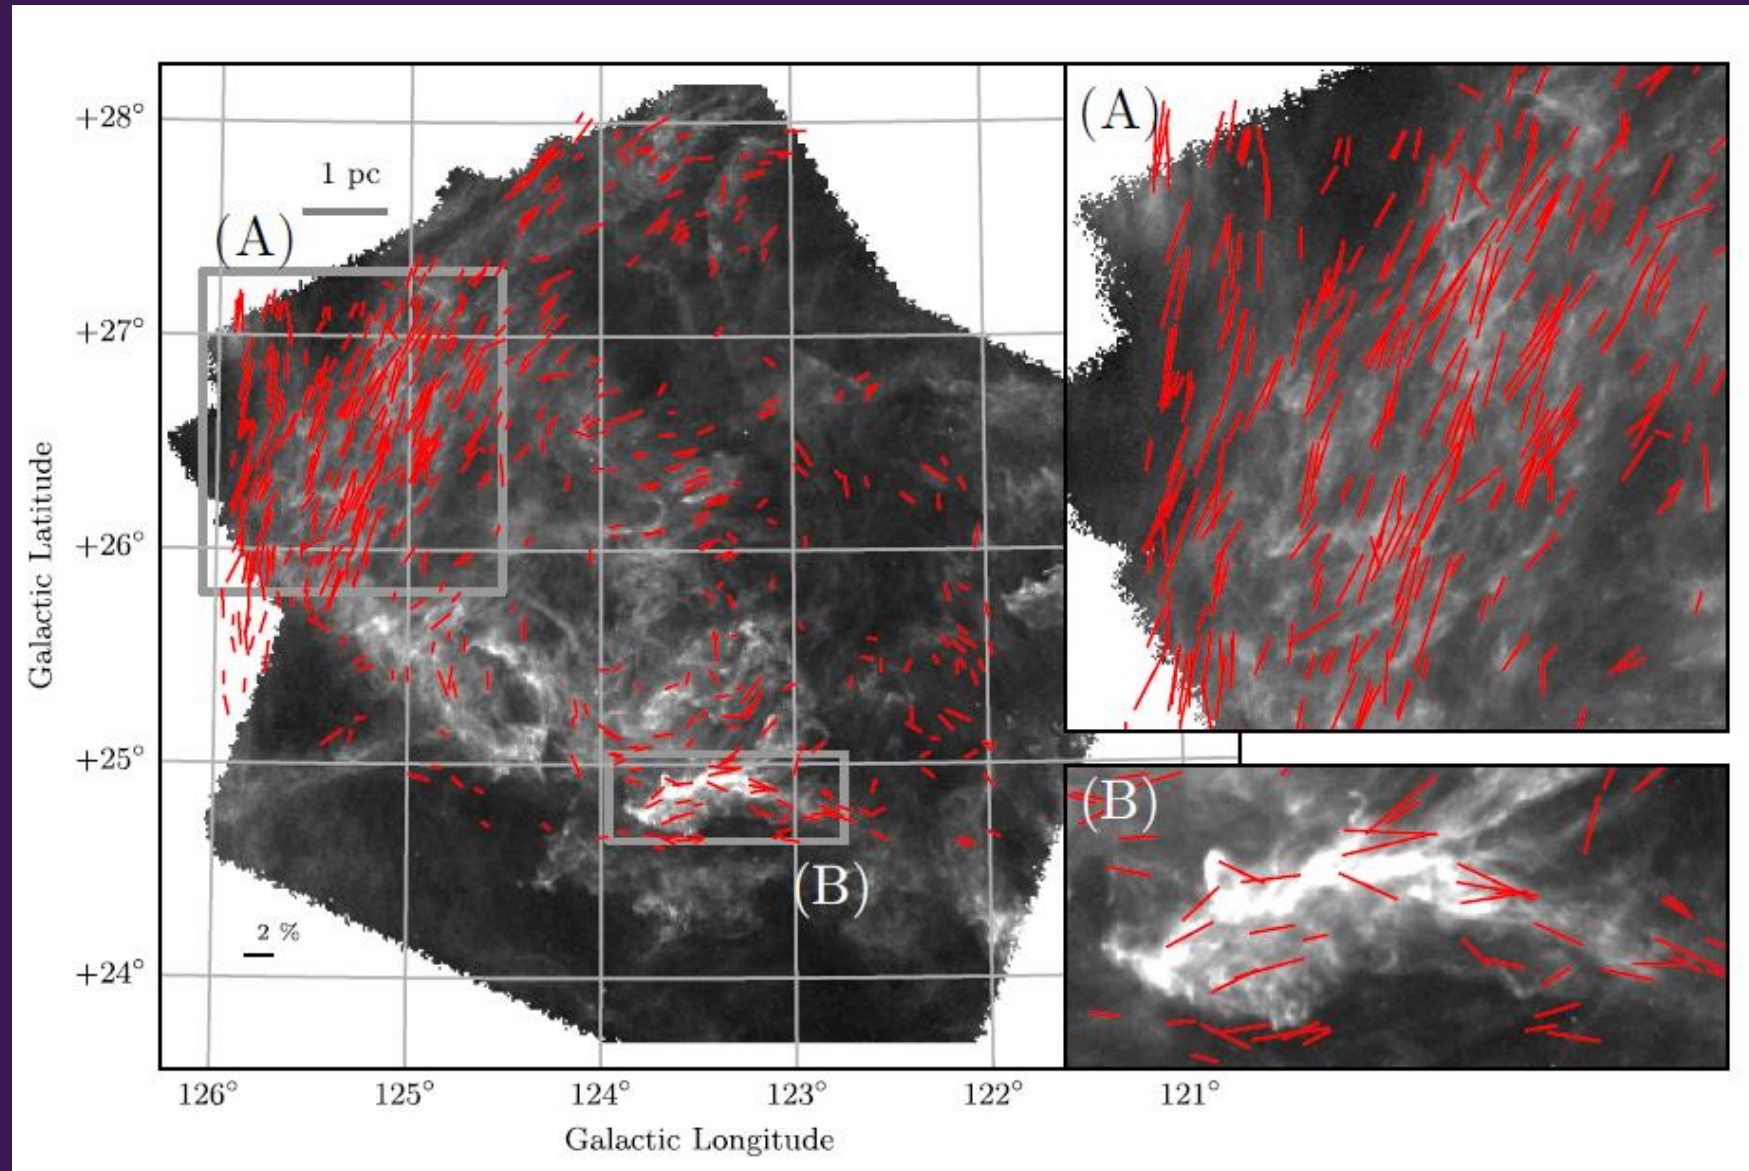 +28°
+27°
+26°
+25°
+24°
Galactic Latitude
1 pc
(A)
(B)
2 %
(A)
(B)
126°
125°
124°
123°
122°
121°
Galactic Longitude